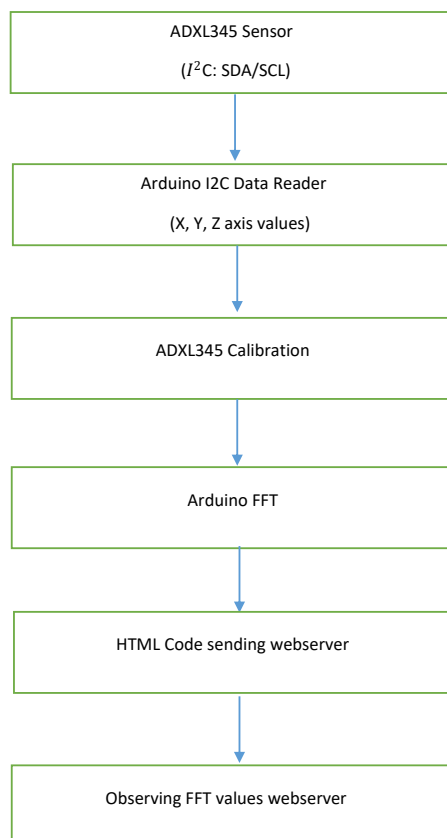 ADXL345 Sensor
(I²C: SDA/SCL)
Arduino I2C Data Reader
(X, Y, Z axis values)
ADXL345 Calibration
Arduino FFT
HTML Code sending webserver
Observing FFT values webserver